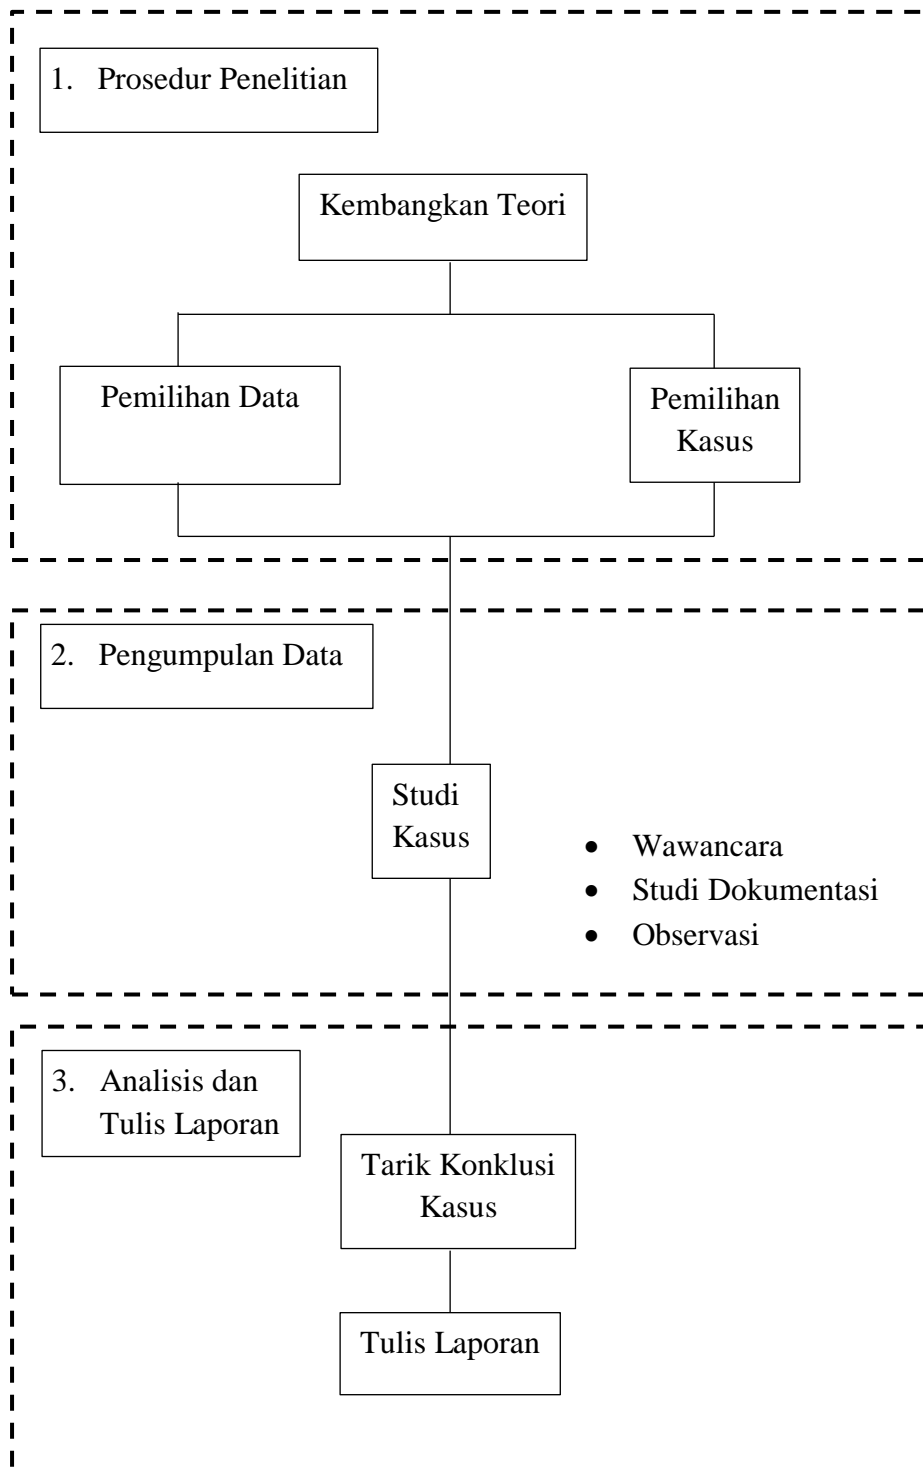 1. Prosedur Penelitian
Kembangkan Teori
Pemilihan Data
Pemilihan
Kasus
2. Pengumpulan Data
Studi
Kasus
• Wawancara
• Studi Dokumentasi
• Observasi
3. Analisis dan
Tulis Laporan
Tarik Konklusi
Kasus
Tulis Laporan